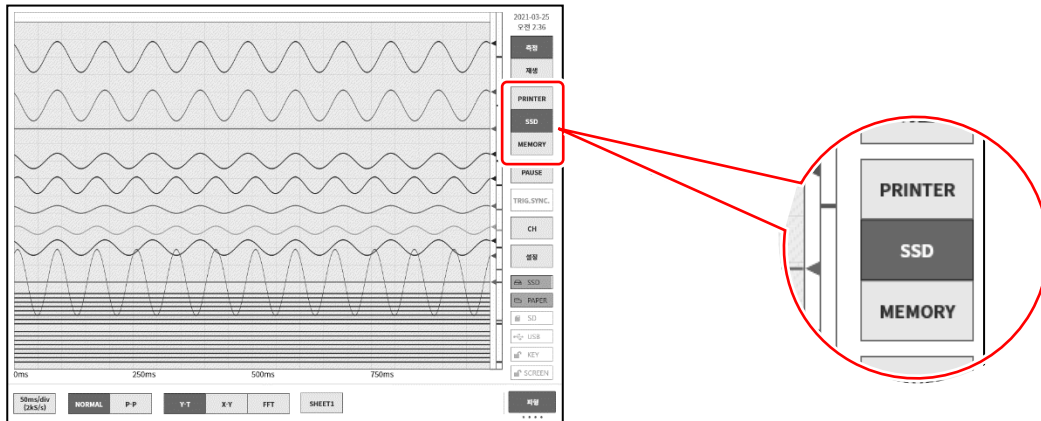 2021-03-25
오전 2:36
측정
재생
PRINTER
SSD
MEMORY
PAUSE
TRIG.SYNC.
CH
설정
SSD
PAPER
SD
USB
KEY
SCREEN
0ms 250ms 500ms 750ms
50ms/div
(2kS/s)
NORMAL P-P Y-T X-Y FFT SHEET1 파형
PRINTER
SSD
MEMORY